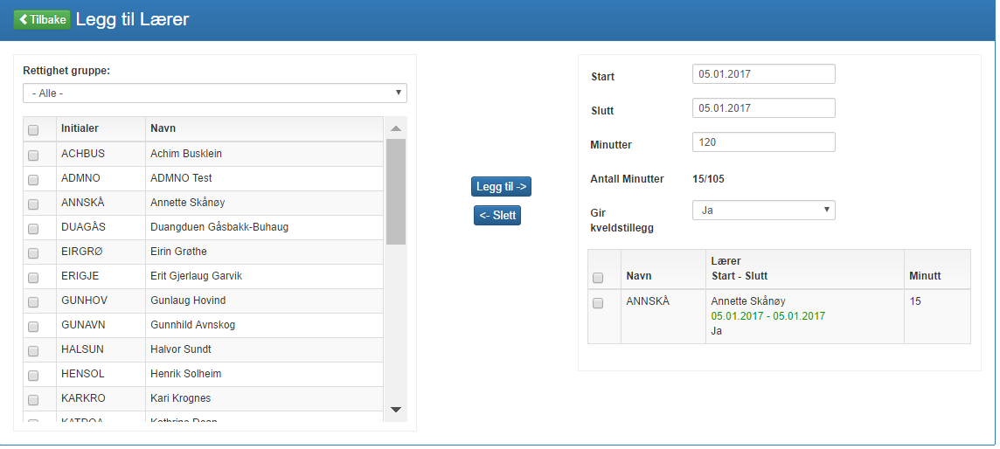 Tilbake Legg til Lærer
Rettighet gruppe:
- Alle -
Initialer Navn
ACHBUS Achim Busklein
ADMNO ADMNO Test
ANNSKÅ Annette Skånøy
DUAGÅS Duangduen Gåsbakk-Buhaug
EIRGRØ Eirin Grøthe
ERIGJE Erit Gjerlaug Garvik
GUNHOV Gunlaug Hovind
GUNAVN Gunnhild Avnskog
HALSUN Halvor Sundt
HENSOL Henrik Solheim
KARKRO Kari Krognes
Legg til ->
<- Slett
Start 05.01.2017
Slutt 05.01.2017
Minutter 120
Antall Minutter 15/105
Gir
kveldstillegg
Ja
Navn
Lærer
Start - Slutt
Minutt
ANNSKÅ Annette Skånøy 15
05.01.2017 - 05.01.2017
Ja